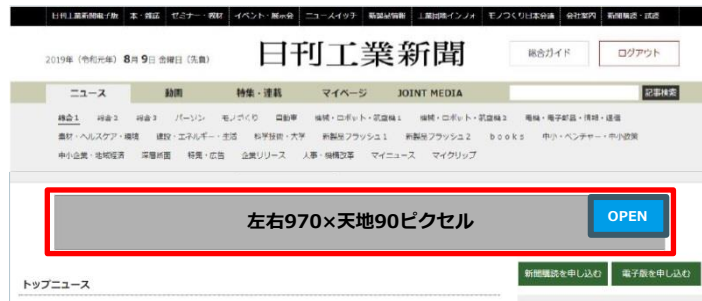 日刊工業新聞電子版 本・雑誌 セミナー・教材 イベント・展示会 ニュースイッチ 新製品情報 工業団地インフォ モノづくり日本会議 会社案内 新聞購読・試読
2019年（令和元年）8月9日 金曜日（先負） 日刊工業新聞 総合ガイド ログアウト
ニュース 動画 特集・連載 マイページ JOINT MEDIA 記事検索
総合1 総合2 総合3 パーソン モノづくり 自動車 機械・ロボット・航空機1 機械・ロボット・航空機2 電機・電子部品・情報・通信
素材・ヘルスケア・環境 建設・エネルギー・生活 科学技術・大学 新製品フラッシュ1 新製品フラッシュ2 books 中小・ベンチャー・中小政策
中小企業・地域経済 深層断面 特集・広告 企業リリース 人事・機構改革 マイニュース マイクリップ
左右970×天地90ピクセル OPEN
新聞購読を申し込む 電子版を申し込む
トップニュース